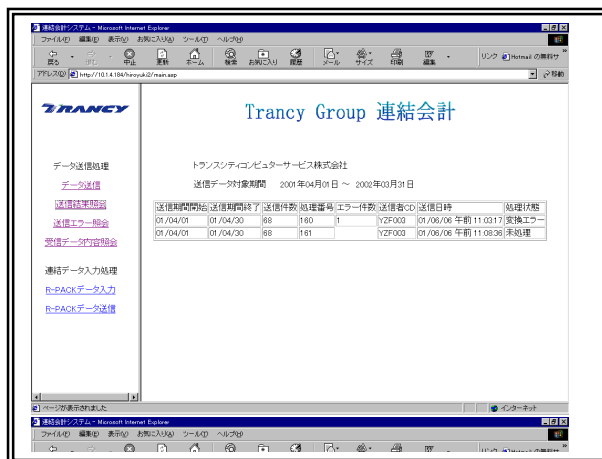 連結会計システム - Microsoft Internet Explorer
ファイル(F) 編集(E) 表示(V) お気に入り(A) ツール(T) ヘルプ(H)
戻る 進む 中止 更新 ホーム 検索 お気に入り 履歴 メール サイズ 印刷 編集 リンク Hotmail の無料サ
アドレス(D) http://10.1.4.184/hiroyuki2/main.asp 移動
TRANCY
Trancy Group 連結会計
データ送信処理
データ送信
送信結果照会
送信エラー照会
受信データ内容照会
連結データ入力処理
R-PACKデータ入力
R-PACKデータ送信
トランスシティコンピューターサービス株式会社
送信データ対象期間 2001年04月01日 ～ 2002年03月31日
送信期間開始 送信期間終了 送信件数 処理番号 エラー件数 送信者CD 送信日時 処理状態
01/04/01 01/04/30 68 160 1 YZF003 01/06/06 午前 11:03:17 変換エラー
01/04/01 01/04/30 68 161 YZF003 01/06/06 午前 11:08:36 未処理
ページが表示されました インターネット
連結会計システム - Microsoft Internet Explorer
ファイル(F) 編集(E) 表示(V) お気に入り(A) ツール(T) ヘルプ(H)
リンク Hotmail の無料サ